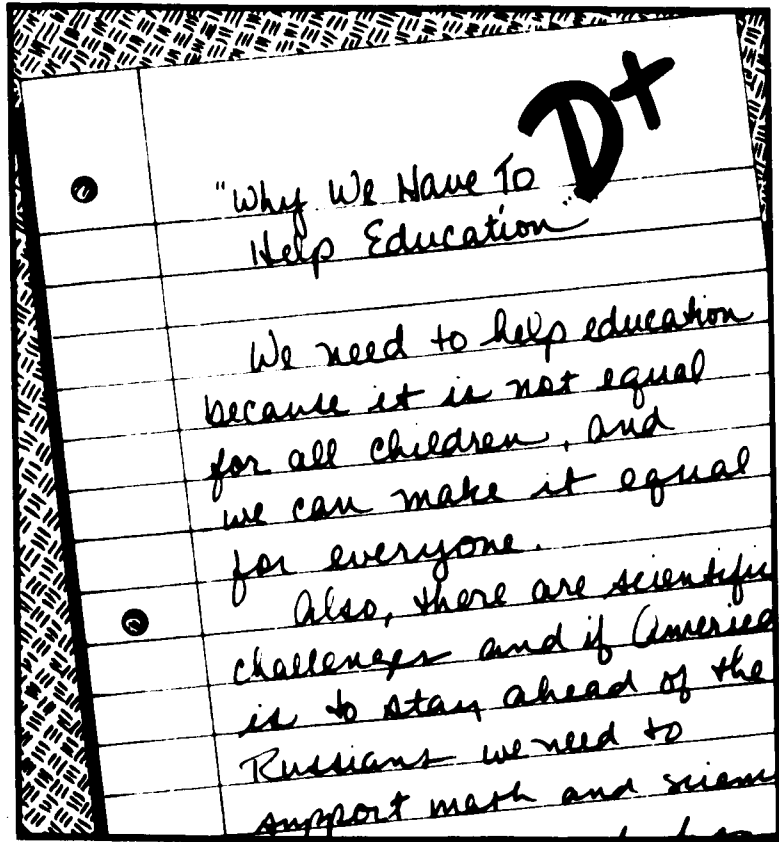 D+
"Why We Have To
Help Education"
We need to help education
because it is not equal
for all children, and
we can make it equal
for everyone.
Also, there are scientific
challenges and if America
is to stay ahead of the
Russians we need to
support math and